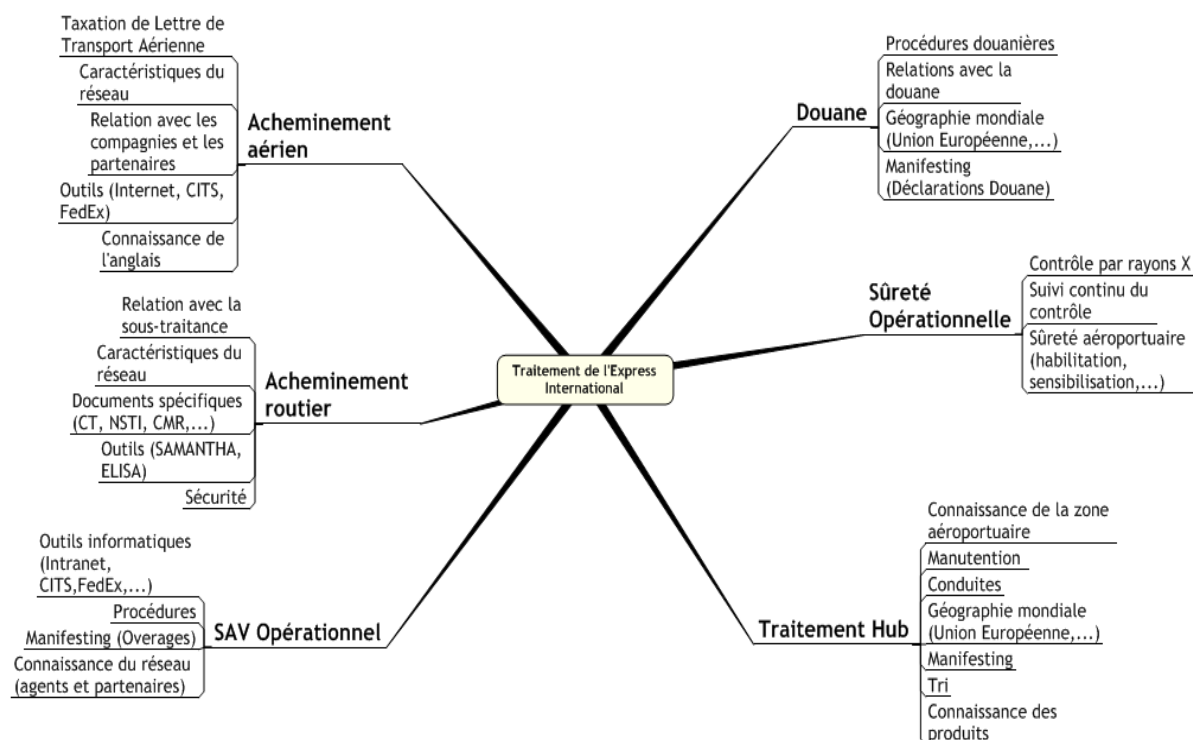 Taxation de Lettre de
Transport Aérienne
Caractéristiques du
réseau
Relation avec les
compagnies et les
partenaires
Outils (Internet, CITS,
FedEx)
Connaissance de
l'anglais
Acheminement
aérien
Relation avec la
sous-traitance
Caractéristiques du
réseau
Documents spécifiques
(CT, NSTI, CMR,...)
Outils (SAMANTHA,
ELISA)
Sécurité
Acheminement
routier
Outils informatiques
(Intranet,
CITS,FedEx,...)
Procédures
Manifesting (Overages)
Connaissance du réseau
(agents et partenaires)
SAV Opérationnel
Traitement de l'Express
International
Douane
Procédures douanières
Relations avec la
douane
Géographie mondiale
(Union Européenne,...)
Manifesting
(Déclarations Douane)
Sûreté
Opérationnelle
Contrôle par rayons X
Suivi continu du
contrôle
Sûreté aéroportuaire
(habilitation,
sensibilisation,...)
Traitement Hub
Connaissance de la zone
aéroportuaire
Manutention
Conduites
Géographie mondiale
(Union Européenne,...)
Manifesting
Tri
Connaissance des
produits